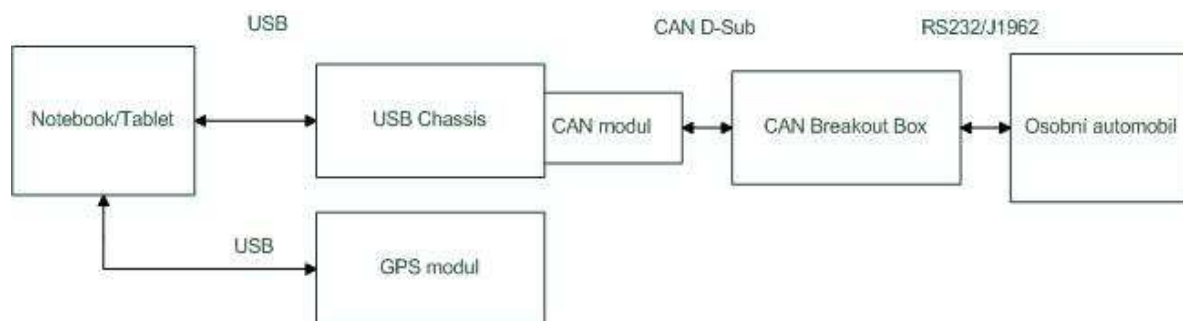 USB
CAN D-Sub
RS232/J1962
Notebook/Tablet
USB Chassis
CAN modul
CAN Breakout Box
Osobní automobil
USB
GPS modul